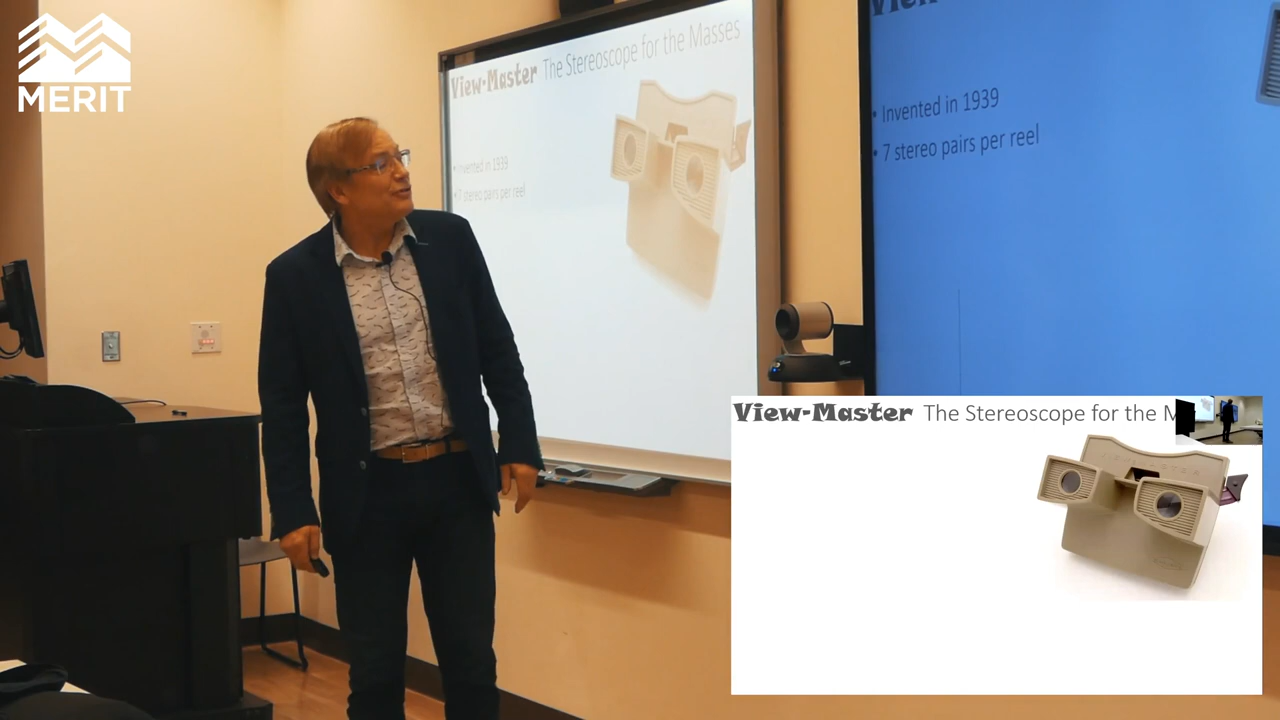 MERIT
View-Master The Stereoscope for the Masses
• Invented in 1939
• 7 stereo pairs per reel
View
• Invented in 1939
• 7 stereo pairs per reel
View-Master The Stereoscope for the M